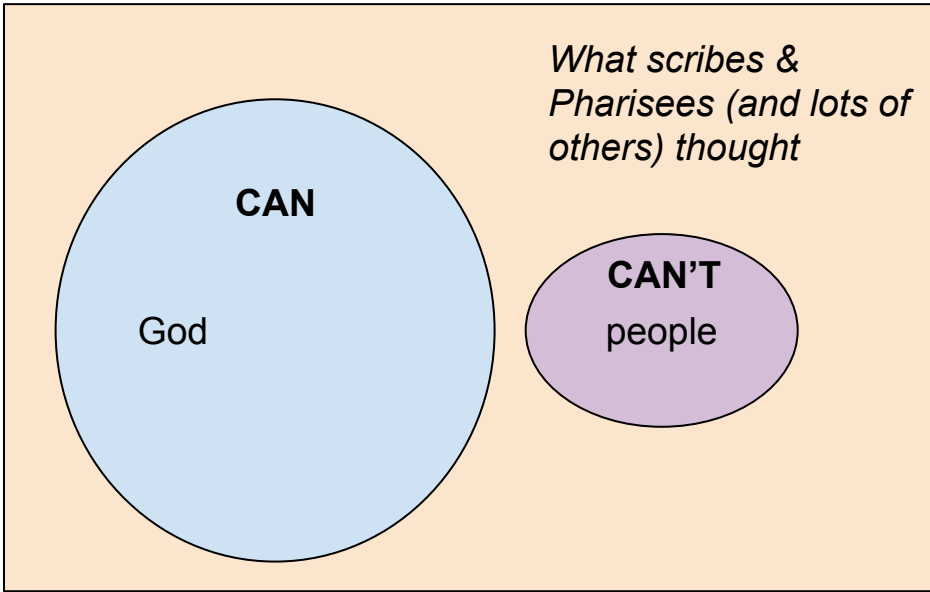 What scribes &
Pharisees (and lots of
others) thought
CAN
God
CAN’T
people